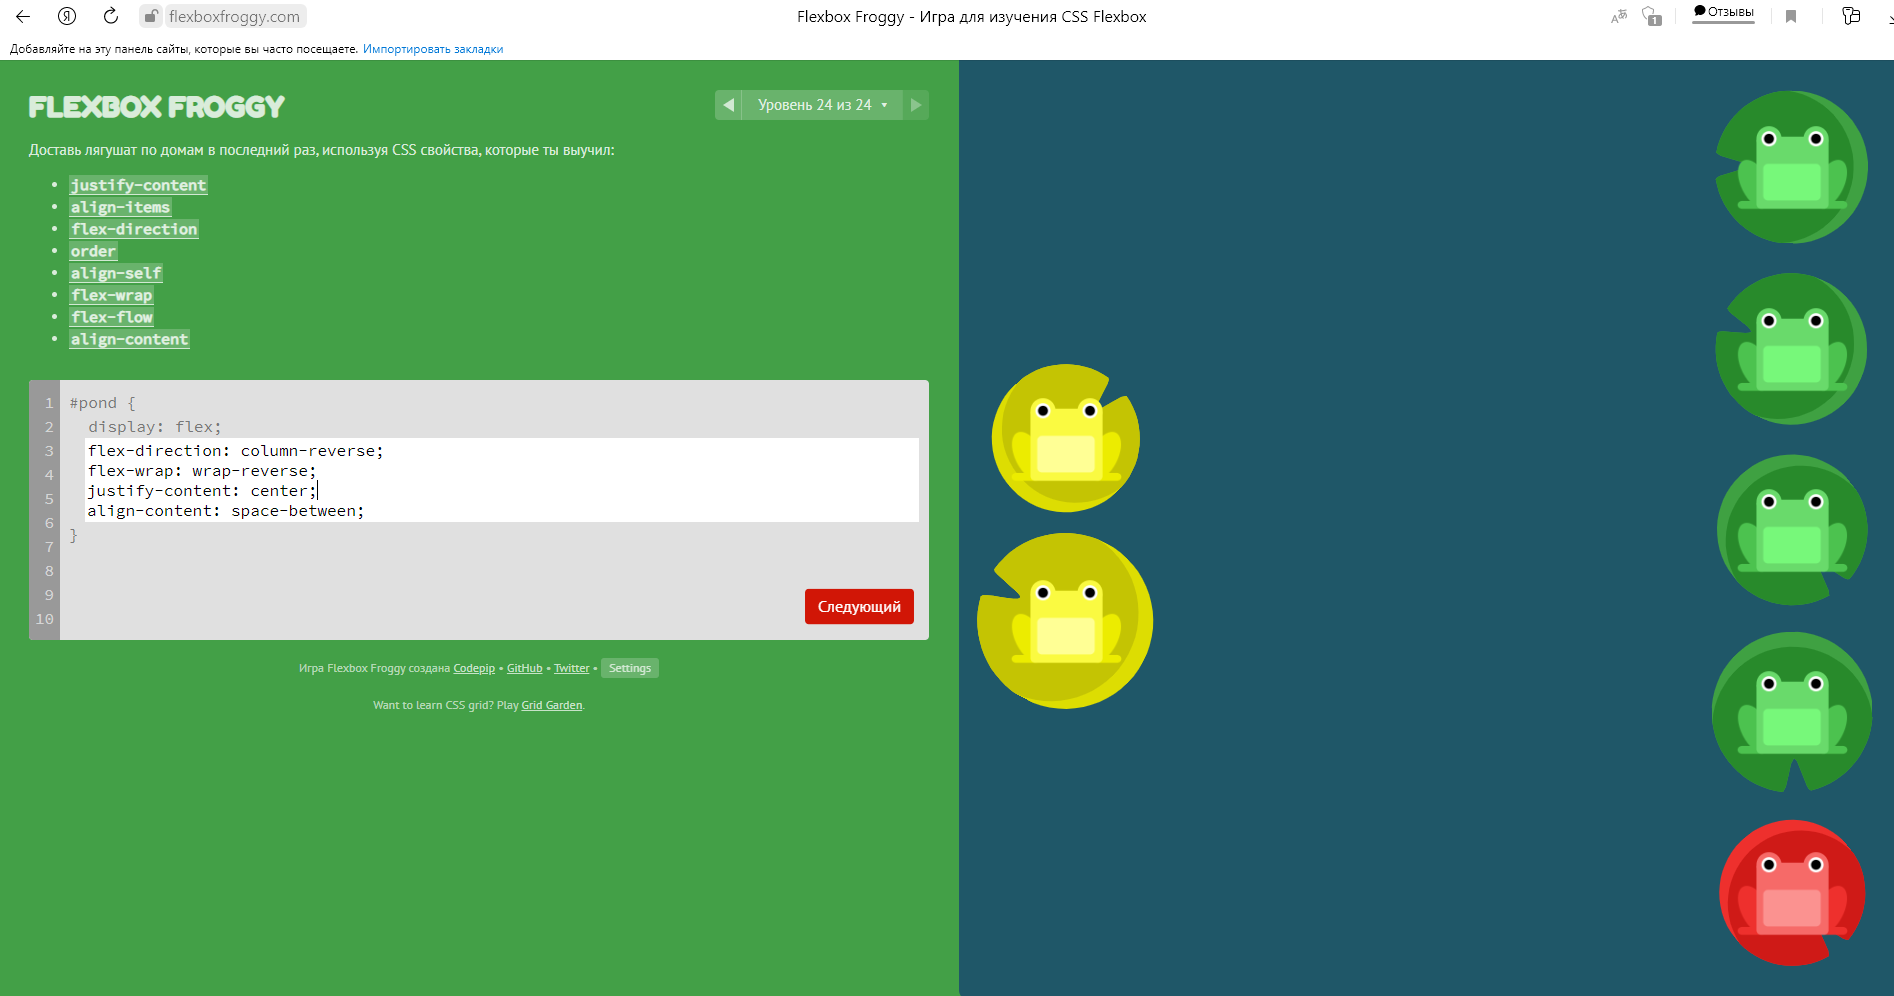 flexboxfroggy.com
Flexbox Froggy - Игра для изучения CSS Flexbox
1
Отзывы
Добавляйте на эту панель сайты, которые вы часто посещаете. Импортировать закладки
FLEXBOX FROGGY
Уровень 24 из 24
Доставь лягушат по домам в последний раз, используя CSS свойства, которые ты выучил:
• justify-content
• align-items
• flex-direction
• order
• align-self
• flex-wrap
• flex-flow
• align-content
1 #pond {
2 display: flex;
3 flex-direction: column-reverse;
4 flex-wrap: wrap-reverse;
5 justify-content: center;
6 align-content: space-between;
7 }
8
9
10
Следующий
Игра Flexbox Froggy создана Codepip • GitHub • Twitter • Settings
Want to learn CSS grid? Play Grid Garden.